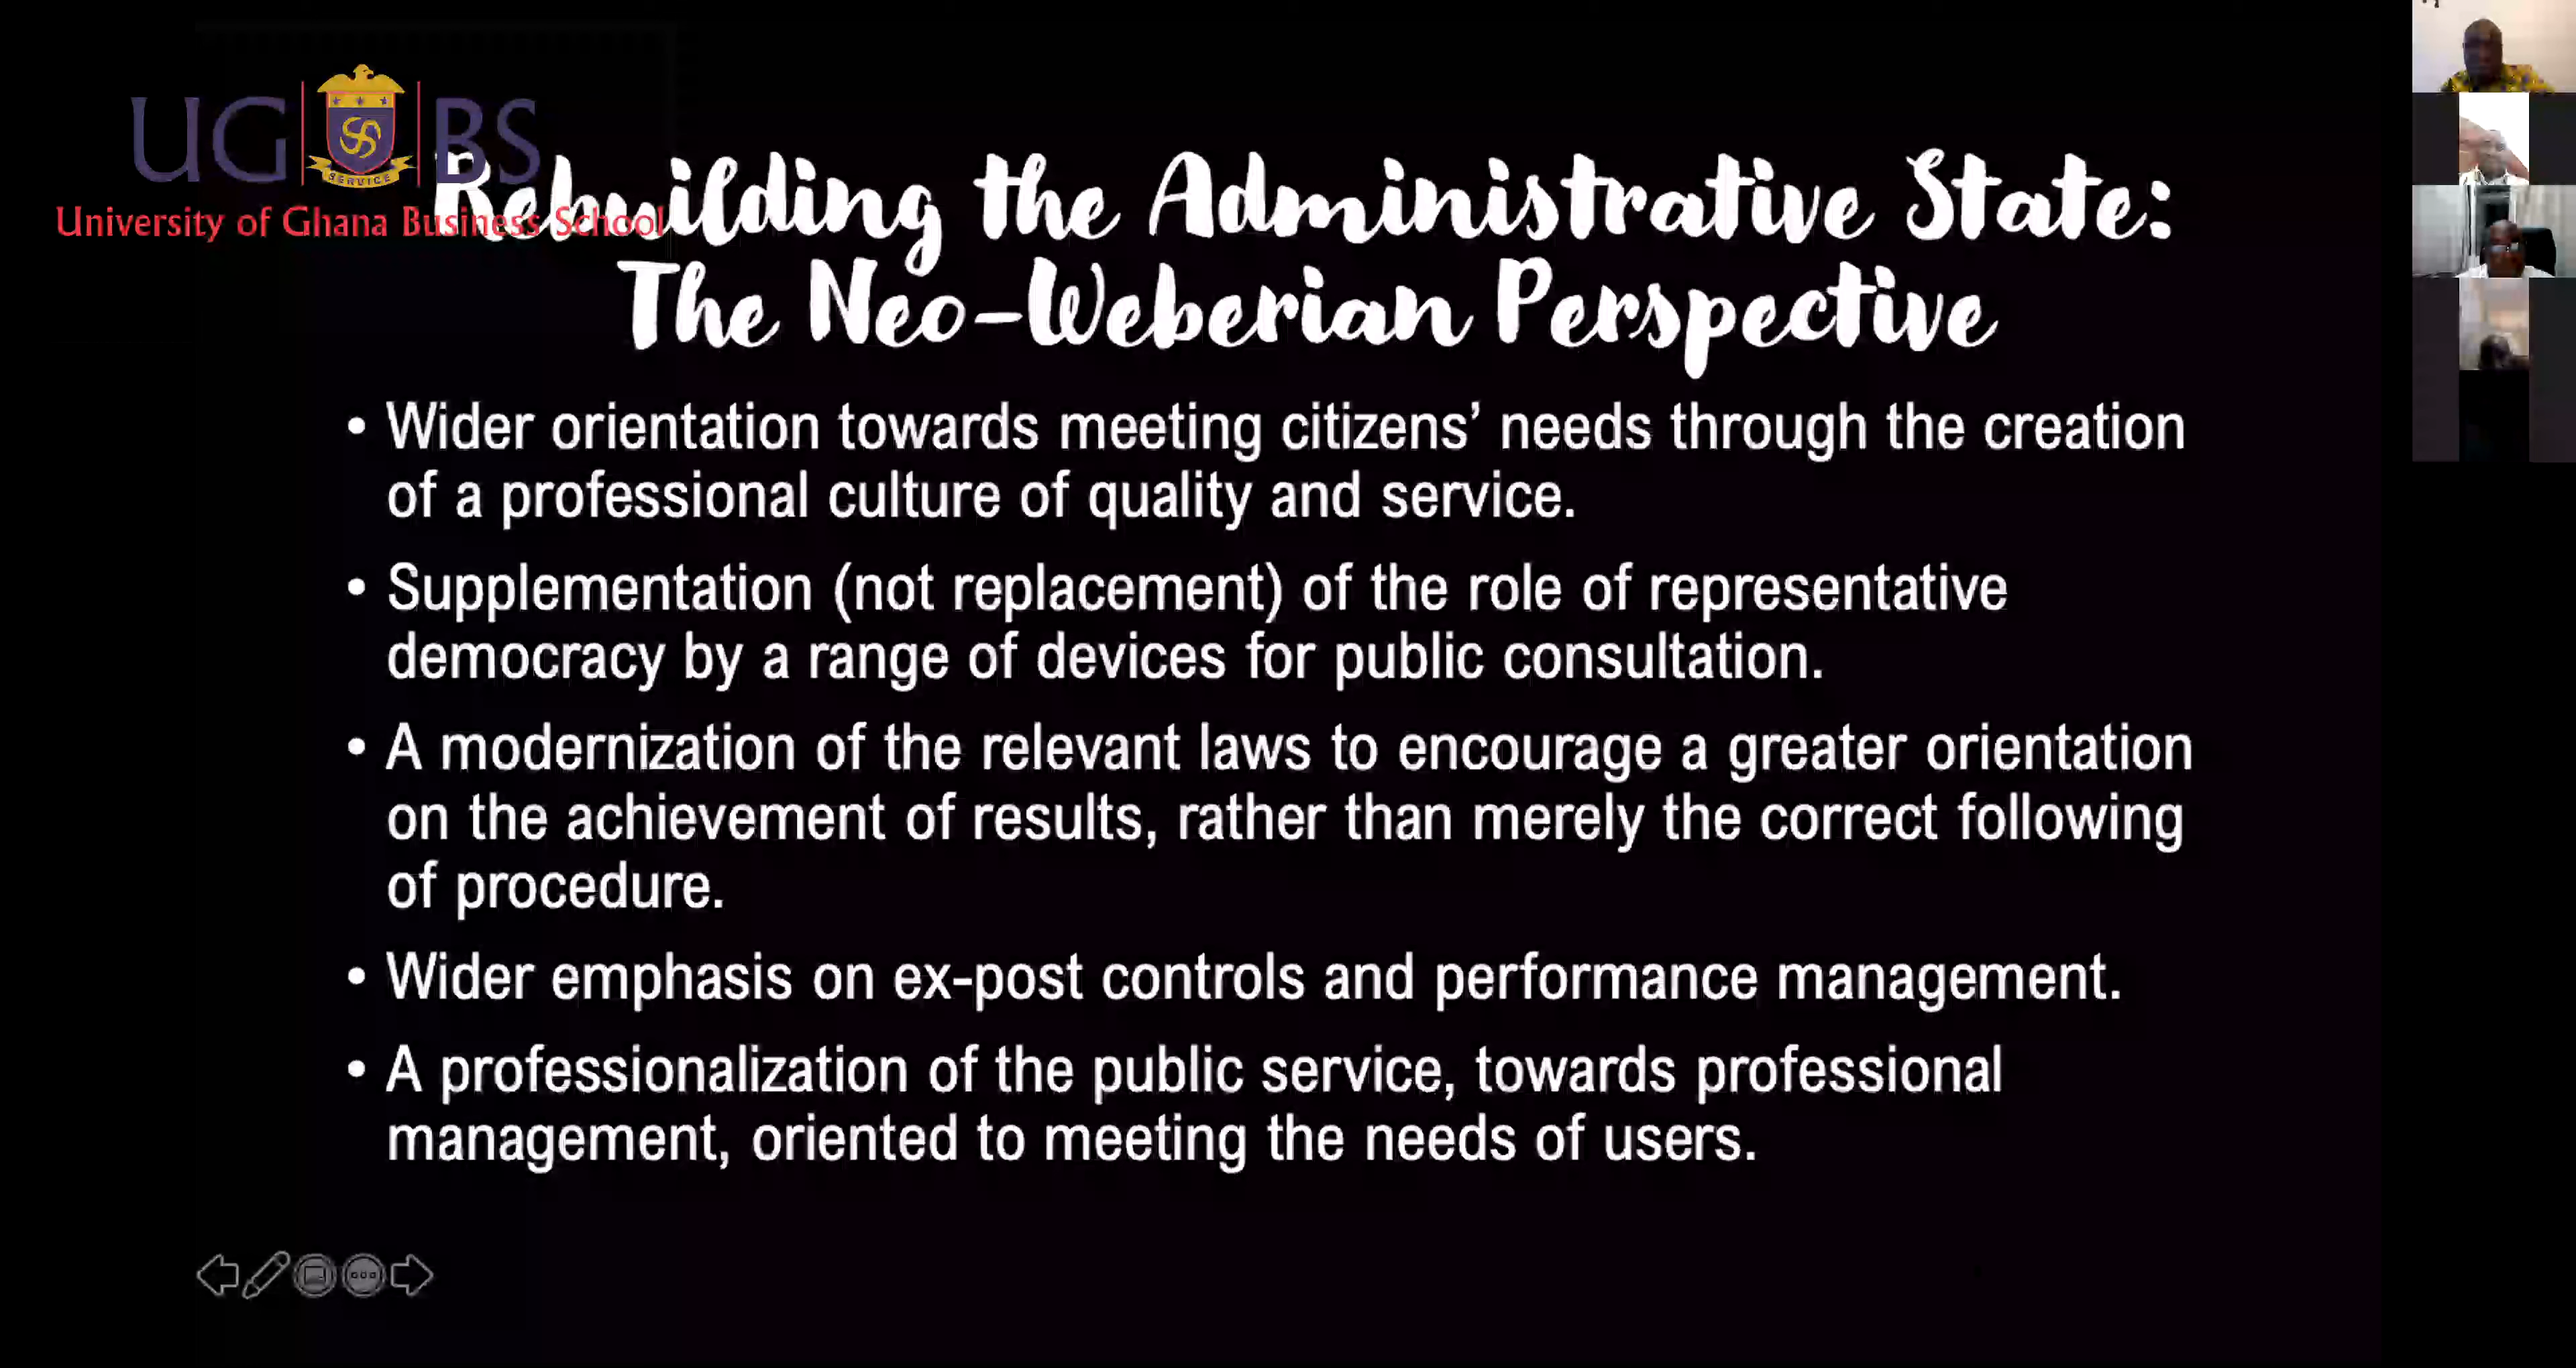 UG BS
SERVICE
University of Ghana Business School
Rebuilding the Administrative State:
The Neo-Weberian Perspective
• Wider orientation towards meeting citizens’ needs through the creation
of a professional culture of quality and service.
• Supplementation (not replacement) of the role of representative
democracy by a range of devices for public consultation.
• A modernization of the relevant laws to encourage a greater orientation
on the achievement of results, rather than merely the correct following
of procedure.
• Wider emphasis on ex-post controls and performance management.
• A professionalization of the public service, towards professional
management, oriented to meeting the needs of users.